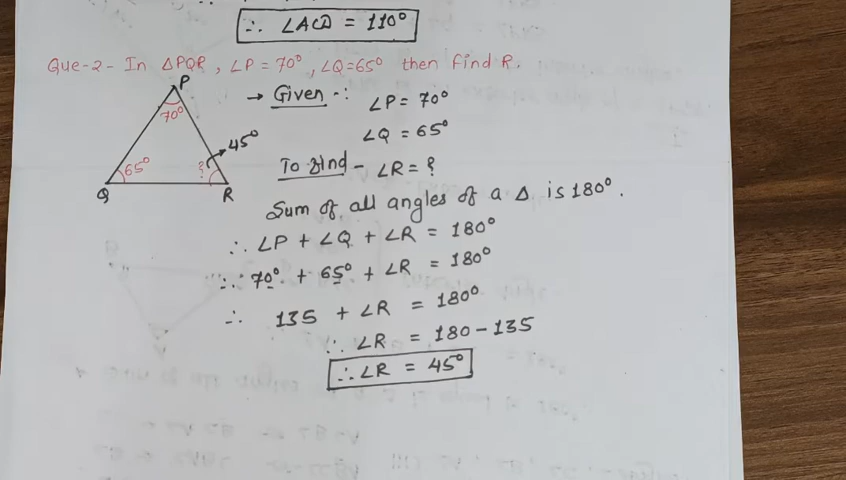 ∴ ∠ACD = 110°
Que-2- In ΔPQR, ∠P = 70°, ∠Q=65° then find R.
P
70°
45°
65°
?
Q
R
→ Given -: ∠P = 70°
∠Q = 65°
To find - ∠R = ?
Sum of all angles of a Δ is 180°.
∴ ∠P + ∠Q + ∠R = 180°
∵ 70° + 65° + ∠R = 180°
∴ 135 + ∠R = 180°
∴ ∠R = 180 - 135
∴ ∠R = 45°